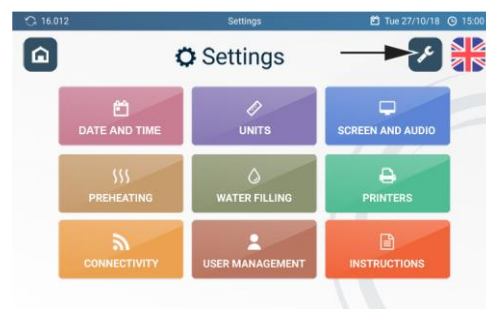 16.012 Settings Tue 27/10/18 15:00
Settings
DATE AND TIME UNITS SCREEN AND AUDIO
PREHEATING WATER FILLING PRINTERS
CONNECTIVITY USER MANAGEMENT INSTRUCTIONS